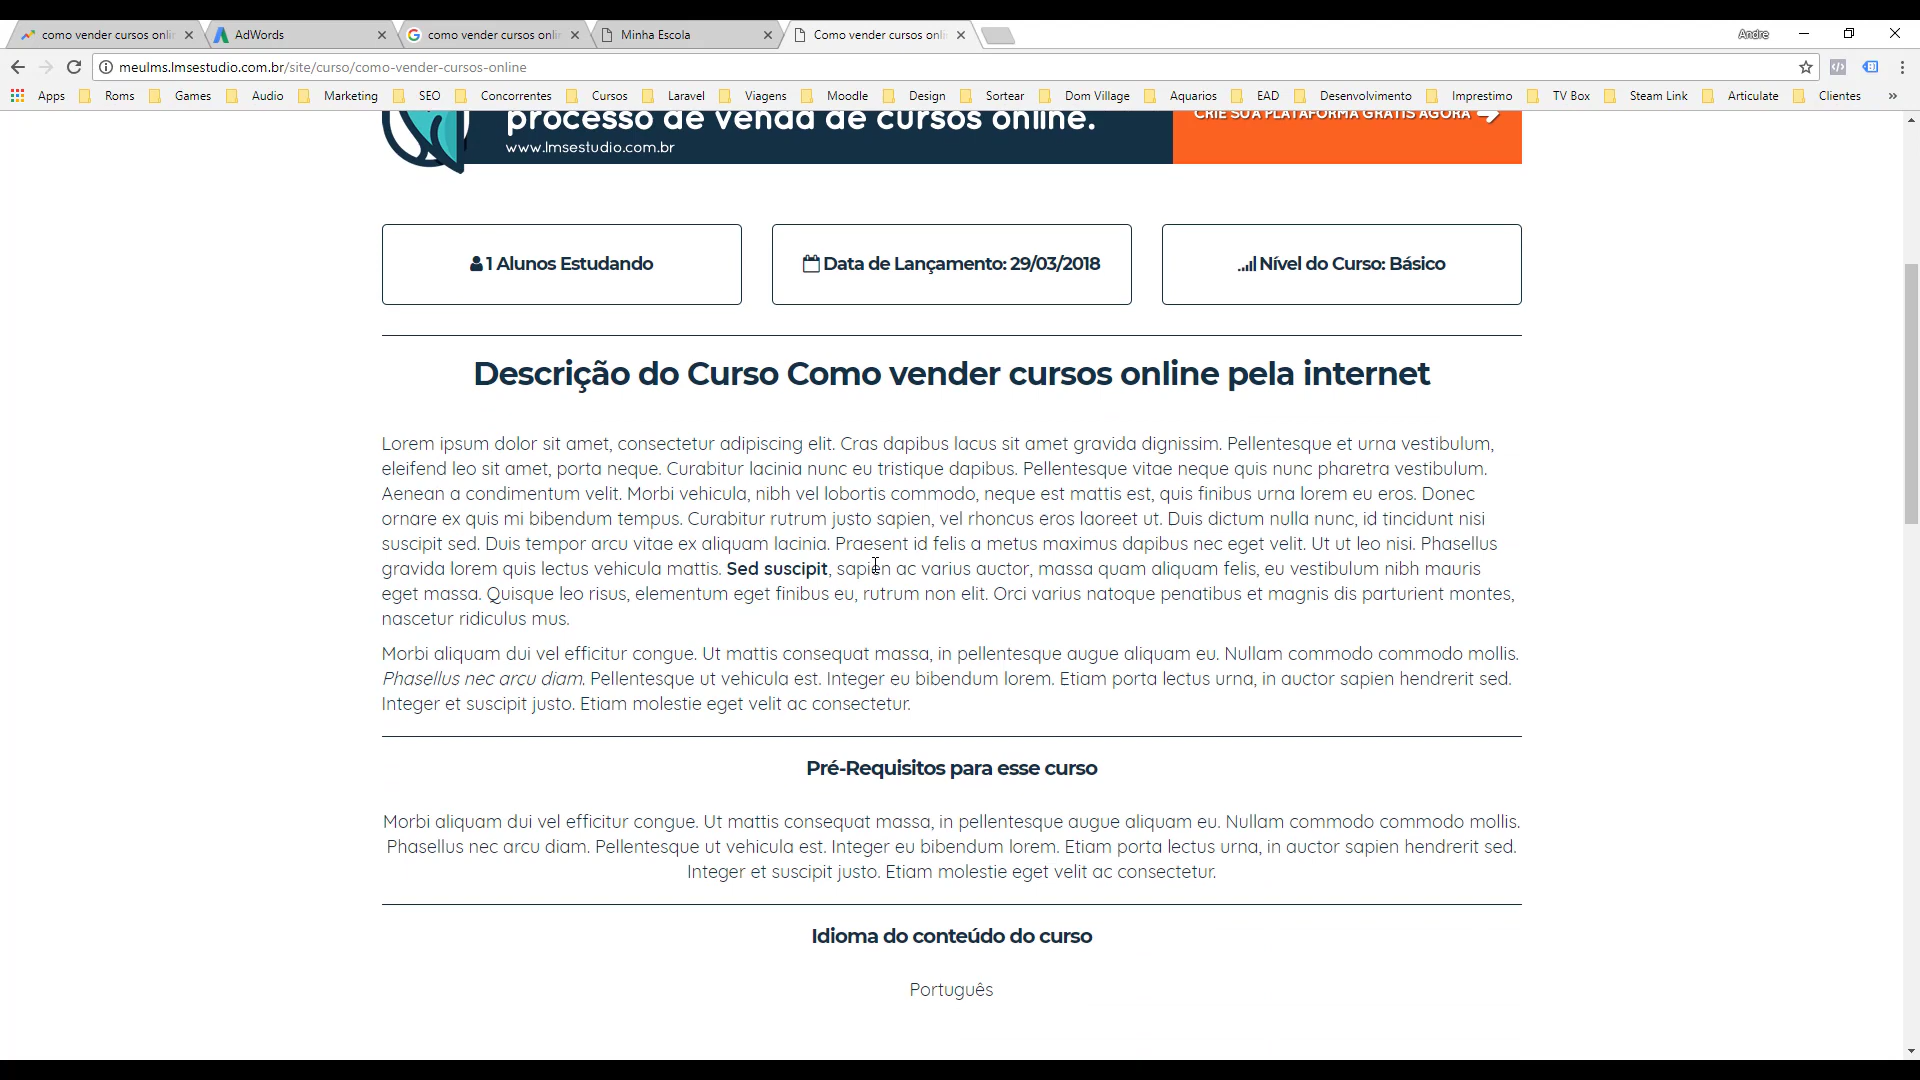 como vender cursos onli
AdWords
como vender cursos onli
Minha Escola
Como vender cursos onl
Andre
meulms.lmsestudio.com.br/site/curso/como-vender-cursos-online
Apps Roms Games Audio Marketing SEO Concorrentes Cursos Laravel Viagens Moodle Design Sortear Dom Village Aquarios EAD Desenvolvimento Imprestimo TV Box Steam Link Articulate Clientes »
processo de venda de cursos online.
CRIE SUA PLATAFORMA GRÁTIS AGORA
www.lmsestudio.com.br
1 Alunos Estudando
Data de Lançamento: 29/03/2018
Nível do Curso: Básico
Descrição do Curso Como vender cursos online pela internet
Lorem ipsum dolor sit amet, consectetur adipiscing elit. Cras dapibus lacus sit amet gravida dignissim. Pellentesque et urna vestibulum,
eleifend leo sit amet, porta neque. Curabitur lacinia nunc eu tristique dapibus. Pellentesque vitae neque quis nunc pharetra vestibulum.
Aenean a condimentum velit. Morbi vehicula, nibh vel lobortis commodo, neque est mattis est, quis finibus urna lorem eu eros. Donec
ornare ex quis mi bibendum tempus. Curabitur rutrum justo sapien, vel rhoncus eros laoreet ut. Duis dictum nulla nunc, id tincidunt nisi
suscipit sed. Duis tempor arcu vitae ex aliquam lacinia. Praesent id felis a metus maximus dapibus nec eget velit. Ut ut leo nisi. Phasellus
gravida lorem quis lectus vehicula mattis. Sed suscipit, sapien ac varius auctor, massa quam aliquam felis, eu vestibulum nibh mauris
eget massa. Quisque leo risus, elementum eget finibus eu, rutrum non elit. Orci varius natoque penatibus et magnis dis parturient montes,
nascetur ridiculus mus.
Morbi aliquam dui vel efficitur congue. Ut mattis consequat massa, in pellentesque augue aliquam eu. Nullam commodo commodo mollis.
Phasellus nec arcu diam. Pellentesque ut vehicula est. Integer eu bibendum lorem. Etiam porta lectus urna, in auctor sapien hendrerit sed.
Integer et suscipit justo. Etiam molestie eget velit ac consectetur.
Pré-Requisitos para esse curso
Morbi aliquam dui vel efficitur congue. Ut mattis consequat massa, in pellentesque augue aliquam eu. Nullam commodo commodo mollis.
Phasellus nec arcu diam. Pellentesque ut vehicula est. Integer eu bibendum lorem. Etiam porta lectus urna, in auctor sapien hendrerit sed.
Integer et suscipit justo. Etiam molestie eget velit ac consectetur.
Idioma do conteúdo do curso
Português